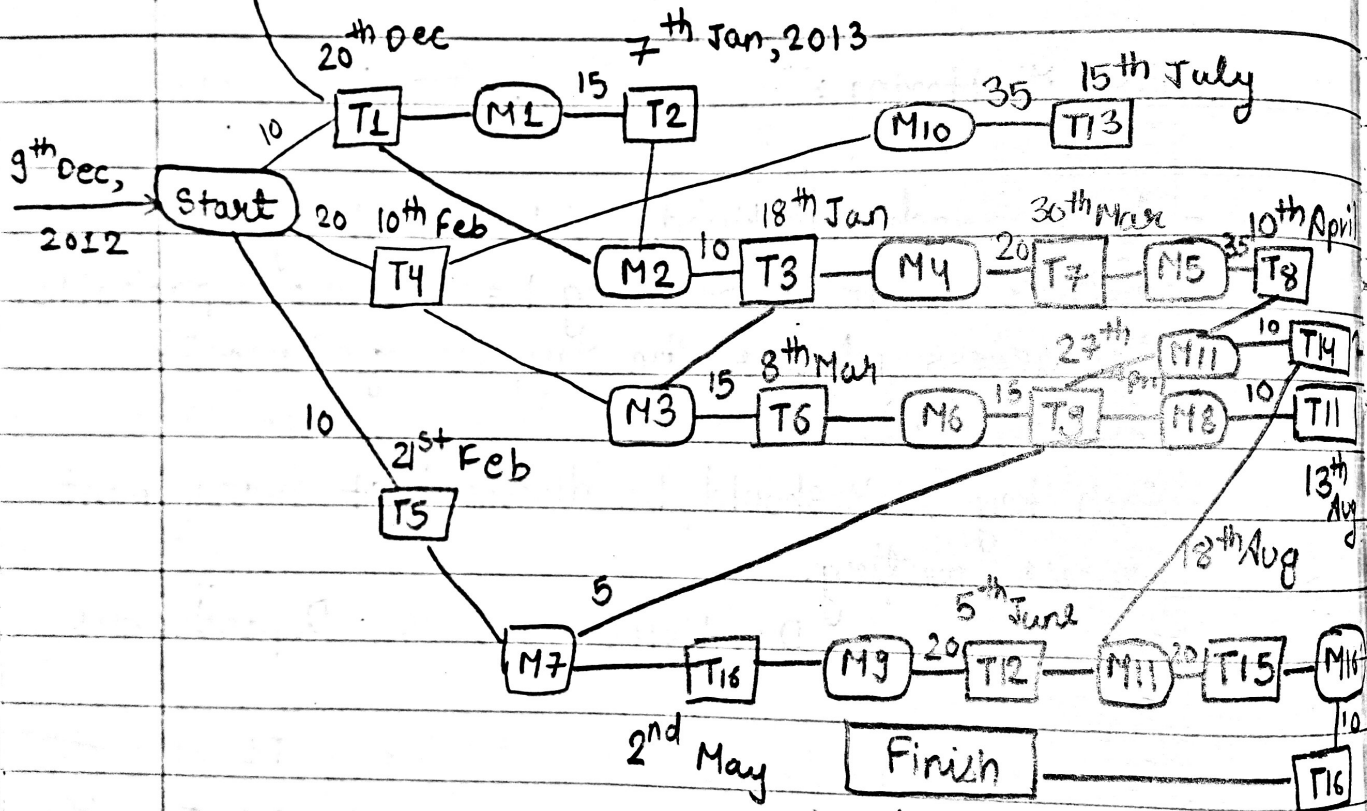 20th Dec 7th Jan, 2013
10 T1 M1 15 T2 M10 35 T13 15th July
9th Dec, 2012
Start 20 10th Feb 18th Jan 30th Mar 10th April
T4 M2 10 T3 M4 20 T7 M5 35 T8
27th April M11 10 T14
M3 15 8th Mar T6 M6 15 T9 M8 10 T11
10 21st Feb 13th Aug
T5 18th Aug
5 5th June
M7 T16 M9 20 T12 M11 20 T15 M16
2nd May Finish 10 T16